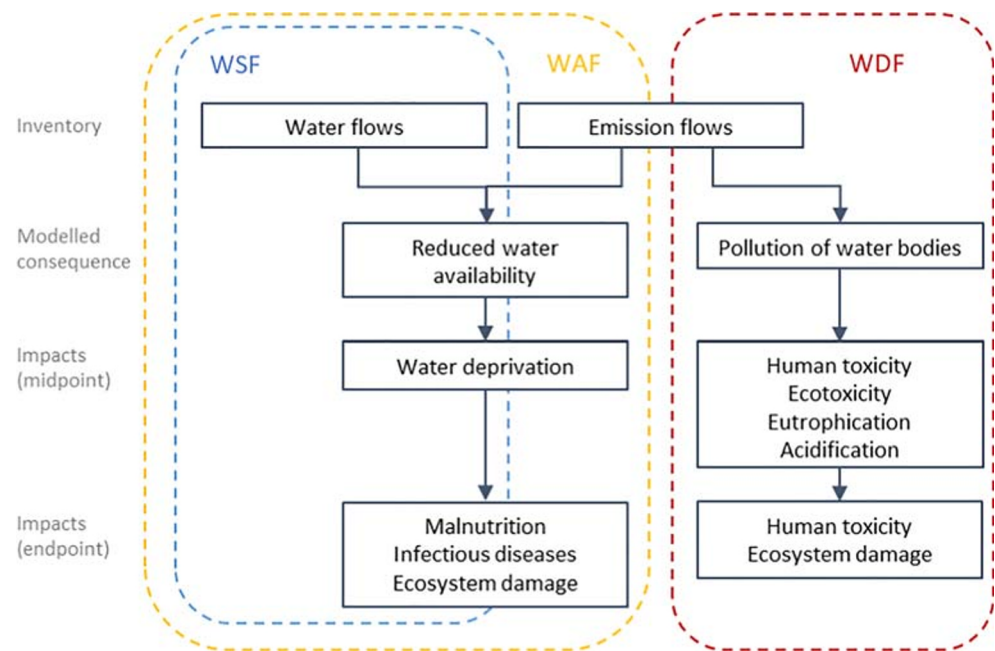 WSF
WAF
WDF
Inventory
Water flows
Emission flows
Modelled
consequence
Reduced water
availability
Pollution of water bodies
Impacts
(midpoint)
Water deprivation
Human toxicity
Ecotoxicity
Eutrophication
Acidification
Impacts
(endpoint)
Malnutrition
Infectious diseases
Ecosystem damage
Human toxicity
Ecosystem damage